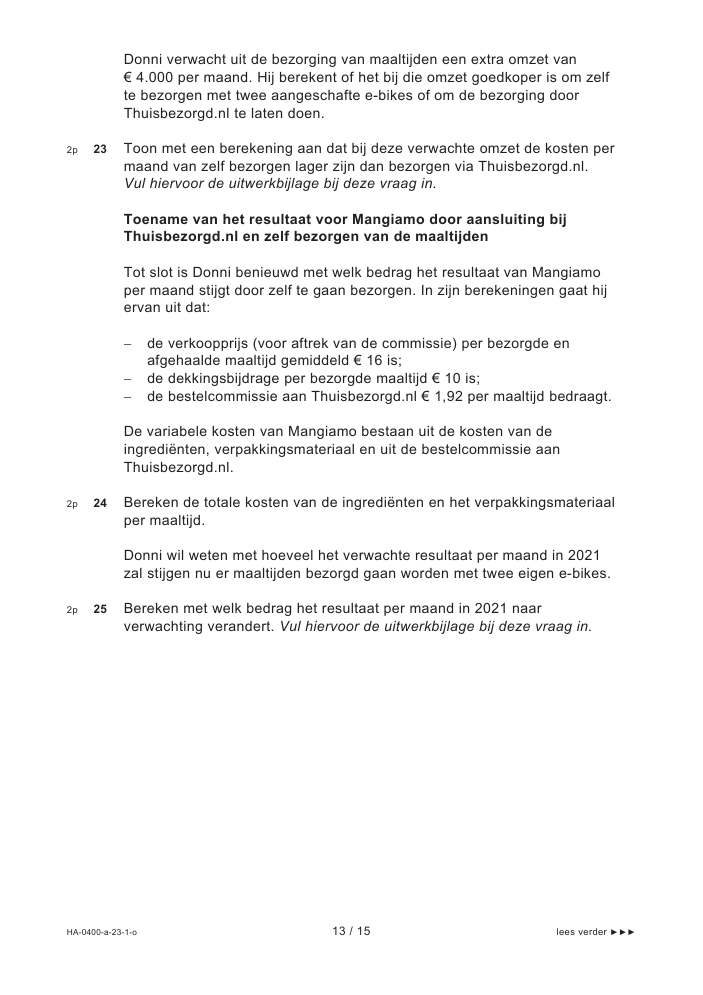 Donni verwacht uit de bezorging van maaltijden een extra omzet van
€ 4.000 per maand. Hij berekent of het bij die omzet goedkoper is om zelf
te bezorgen met twee aangeschafte e-bikes of om de bezorging door
Thuisbezorgd.nl te laten doen.
2p 23 Toon met een berekening aan dat bij deze verwachte omzet de kosten per
maand van zelf bezorgen lager zijn dan bezorgen via Thuisbezorgd.nl.
Vul hiervoor de uitwerkbijlage bij deze vraag in.
Toename van het resultaat voor Mangiamo door aansluiting bij
Thuisbezorgd.nl en zelf bezorgen van de maaltijden
Tot slot is Donni benieuwd met welk bedrag het resultaat van Mangiamo
per maand stijgt door zelf te gaan bezorgen. In zijn berekeningen gaat hij
ervan uit dat:
– de verkoopprijs (voor aftrek van de commissie) per bezorgde en
afgehaalde maaltijd gemiddeld € 16 is;
– de dekkingsbijdrage per bezorgde maaltijd € 10 is;
– de bestelcommissie aan Thuisbezorgd.nl € 1,92 per maaltijd bedraagt.
De variabele kosten van Mangiamo bestaan uit de kosten van de
ingrediënten, verpakkingsmateriaal en uit de bestelcommissie aan
Thuisbezorgd.nl.
2p 24 Bereken de totale kosten van de ingrediënten en het verpakkingsmateriaal
per maaltijd.
Donni wil weten met hoeveel het verwachte resultaat per maand in 2021
zal stijgen nu er maaltijden bezorgd gaan worden met twee eigen e-bikes.
2p 25 Bereken met welk bedrag het resultaat per maand in 2021 naar
verwachting verandert. Vul hiervoor de uitwerkbijlage bij deze vraag in.
HA-0400-a-23-1-o 13 / 15 lees verder ►►►